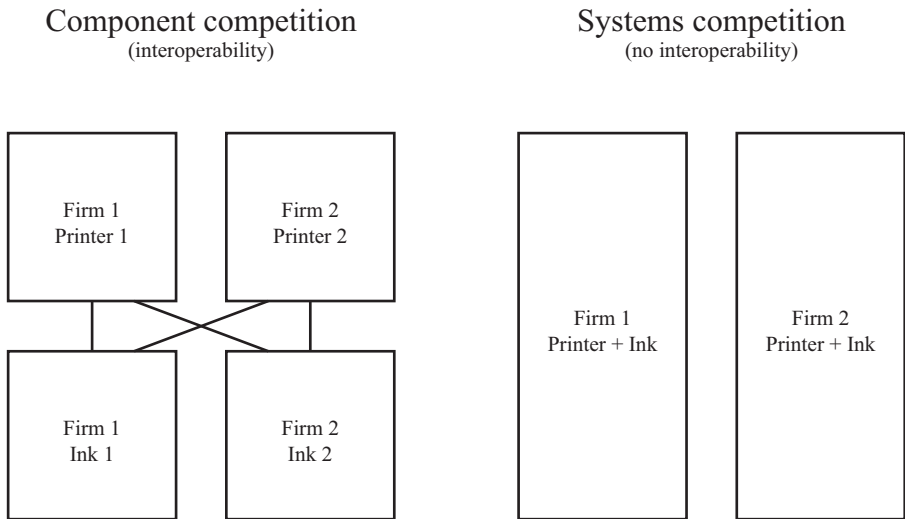 Component competition
(interoperability)
Systems competition
(no interoperability)
Firm 1
Printer 1
Firm 2
Printer 2
Firm 1
Ink 1
Firm 2
Ink 2
Firm 1
Printer + Ink
Firm 2
Printer + Ink